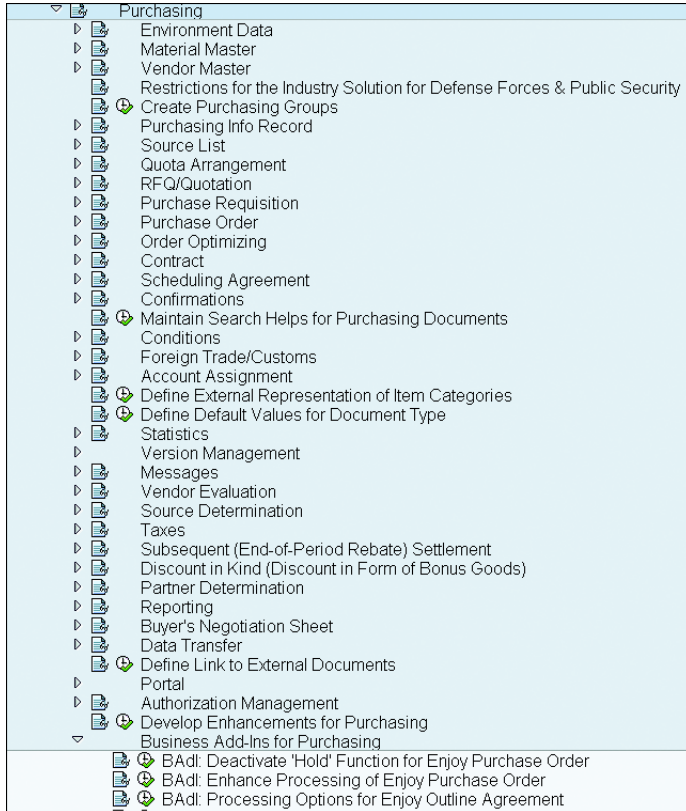 Purchasing
Environment Data
Material Master
Vendor Master
Restrictions for the Industry Solution for Defense Forces & Public Security
Create Purchasing Groups
Purchasing Info Record
Source List
Quota Arrangement
RFQ/Quotation
Purchase Requisition
Purchase Order
Order Optimizing
Contract
Scheduling Agreement
Confirmations
Maintain Search Helps for Purchasing Documents
Conditions
Foreign Trade/Customs
Account Assignment
Define External Representation of Item Categories
Define Default Values for Document Type
Statistics
Version Management
Messages
Vendor Evaluation
Source Determination
Taxes
Subsequent (End-of-Period Rebate) Settlement
Discount in Kind (Discount in Form of Bonus Goods)
Partner Determination
Reporting
Buyer's Negotiation Sheet
Data Transfer
Define Link to External Documents
Portal
Authorization Management
Develop Enhancements for Purchasing
Business Add-Ins for Purchasing
BAdI: Deactivate 'Hold' Function for Enjoy Purchase Order
BAdI: Enhance Processing of Enjoy Purchase Order
BAdI: Processing Options for Enjoy Outline Agreement